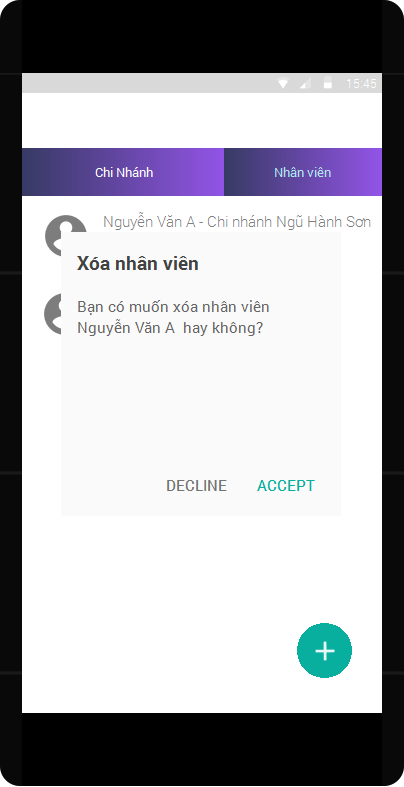 15:45
Chi Nhánh
Nhân viên
Nguyễn Văn A - Chi nhánh Ngũ Hành Sơn
Xóa nhân viên
Bạn có muốn xóa nhân viên
Nguyễn Văn A hay không?
DECLINE
ACCEPT